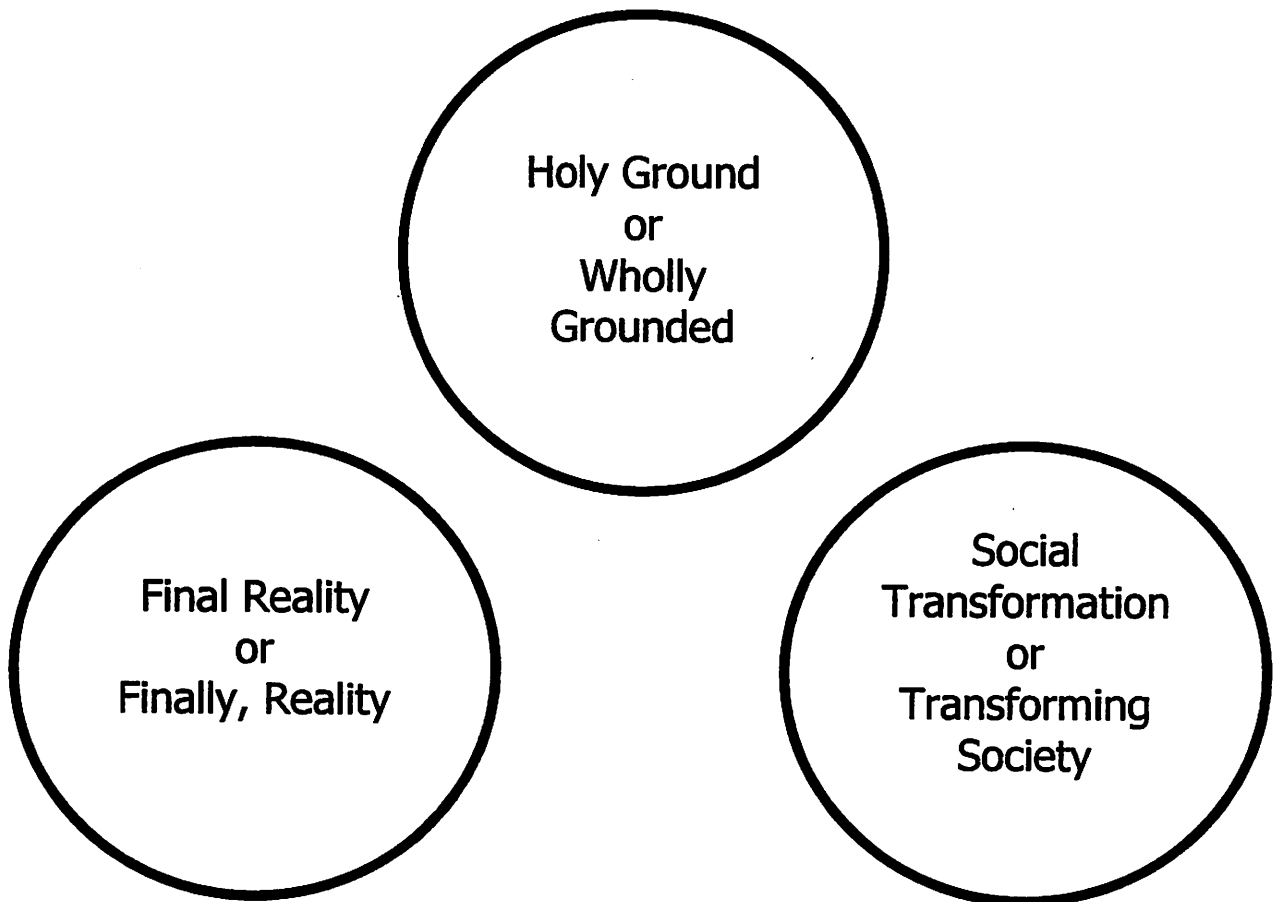 Holy Ground
or
Wholly
Grounded
Final Reality
or
Finally, Reality
Social
Transformation
or
Transforming
Society